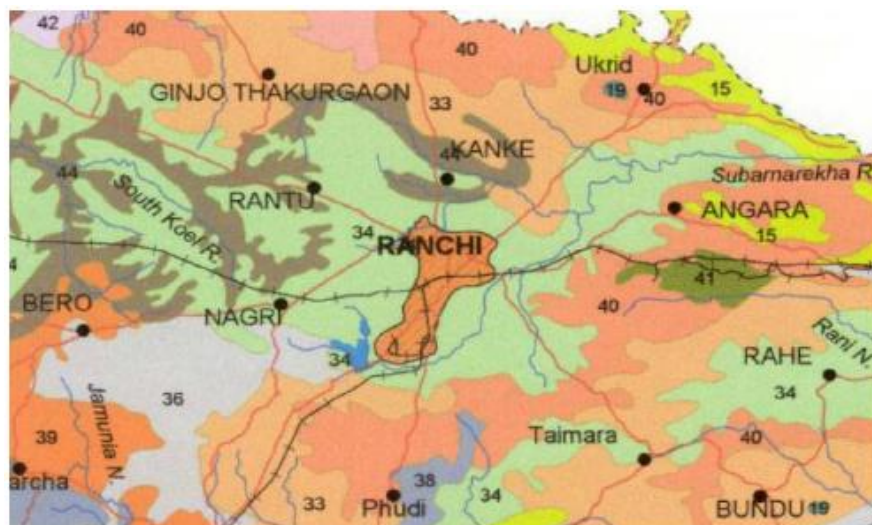 42
40
40
Ukrid
19
40
15
GINJO THAKURGAON
33
KANKE
44
44
South Koel R.
RANTU
Subarnarekha R
ANGARA
34
RANCHI
15
4
41
BERO
NAGRI
40
Rani N.
34
RAHE
36
34
39
Jamunia N.
Taimara
40
archa
38
33
Phudi
34
BUNDU
19